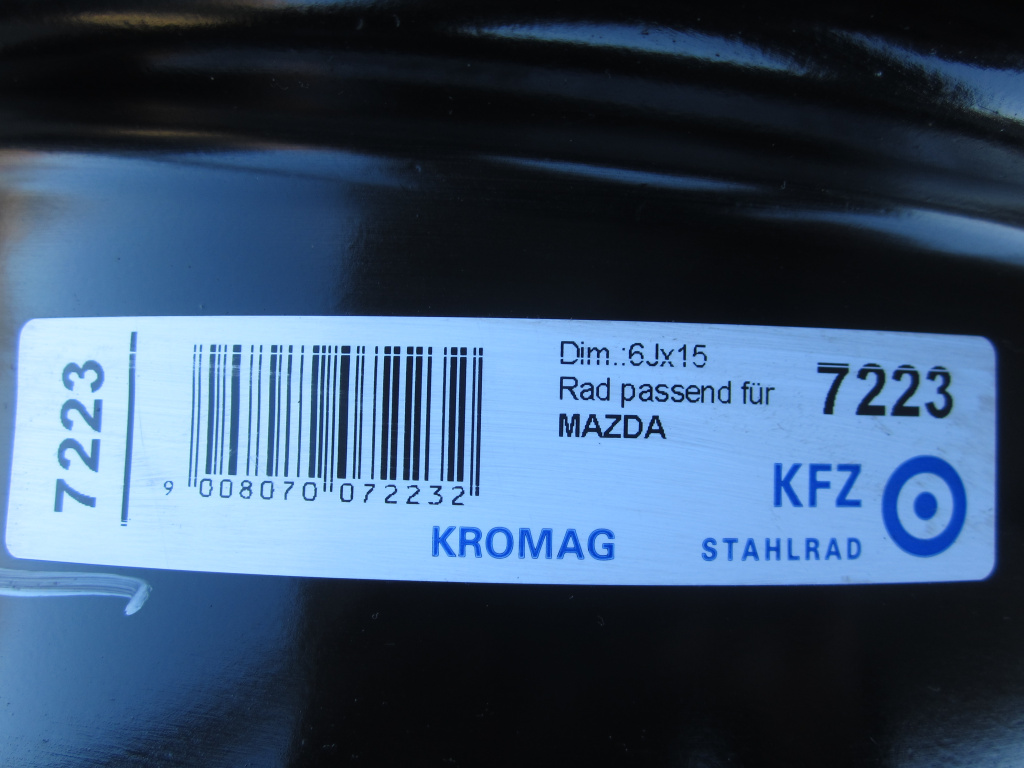 7223
9 008070 072232
Dim.:6Jx15
Rad passend für
MAZDA
7223
KROMAG
KFZ
STAHLRAD